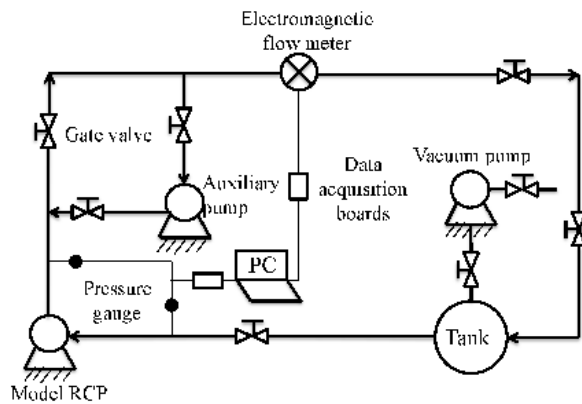 Electromagnetic
flow meter
Gate valve
Vacuum pump
Data
acquisition
boards
Auxiliary
pump
PC
Pressure
gauge
Tank
Model RCP